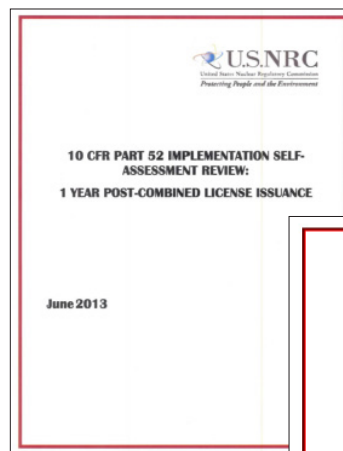 U.S.NRC
United States Nuclear Regulatory Commission
Protecting People and the Environment
10 CFR PART 52 IMPLEMENTATION SELF-
ASSESSMENT REVIEW:
1 YEAR POST-COMBINED LICENSE ISSUANCE
June 2013